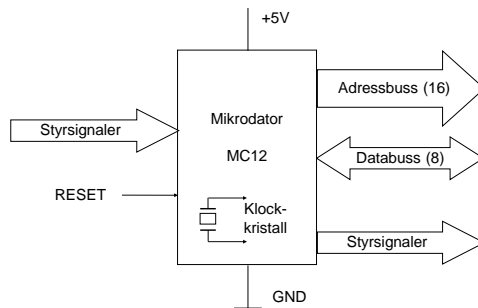 +5V
Adressbuss (16)
Mikrodator
Styrsignaler
MC12
Databuss (8)
RESET
Klock-
kristall
Styrsignaler
GND